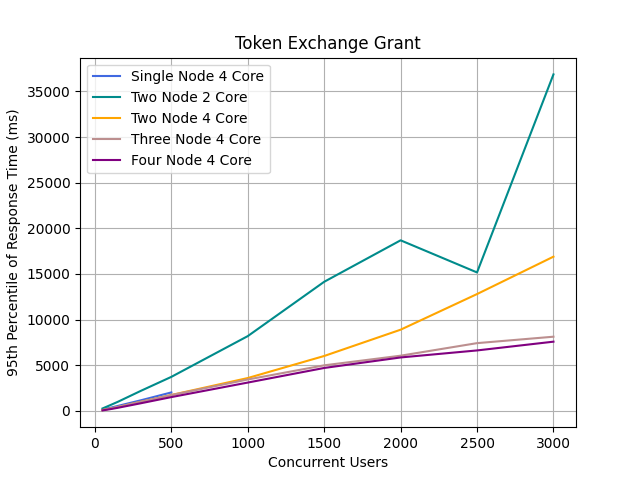 Token Exchange Grant
Single Node 4 Core
Two Node 2 Core
Two Node 4 Core
Three Node 4 Core
Four Node 4 Core
95th Percentile of Response Time (ms)
35000
30000
25000
20000
15000
10000
5000
0
0 500 1000 1500 2000 2500 3000
Concurrent Users